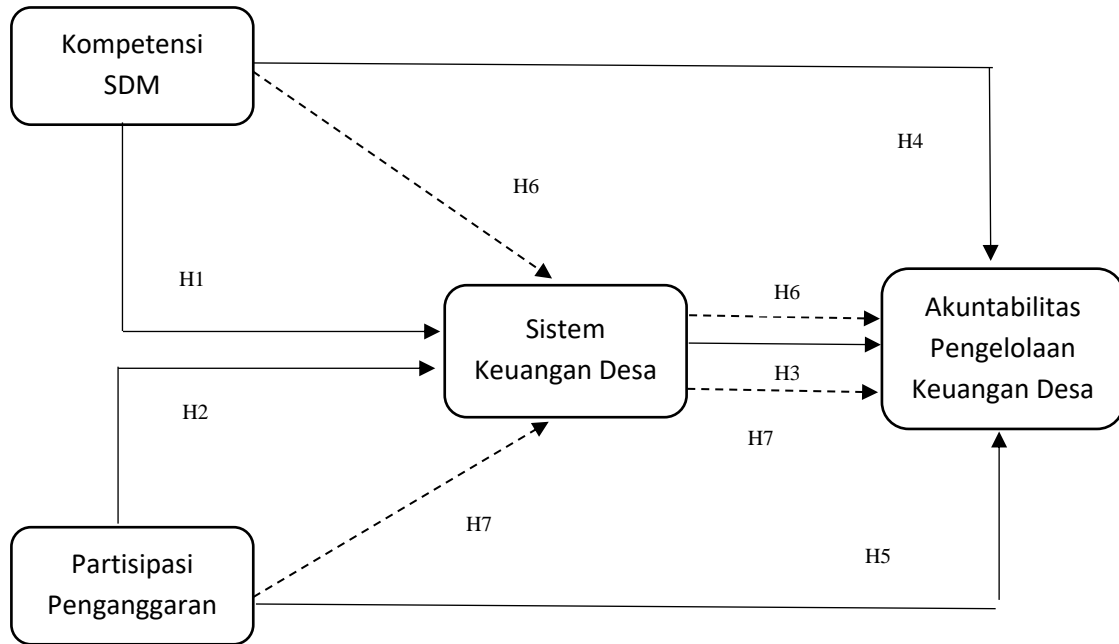 Kompetensi
SDM
H4
H6
H1
H6
Sistem
Keuangan Desa
Akuntabilitas
Pengelolaan
Keuangan Desa
H3
H2
H7
H7
H5
Partisipasi
Penganggaran